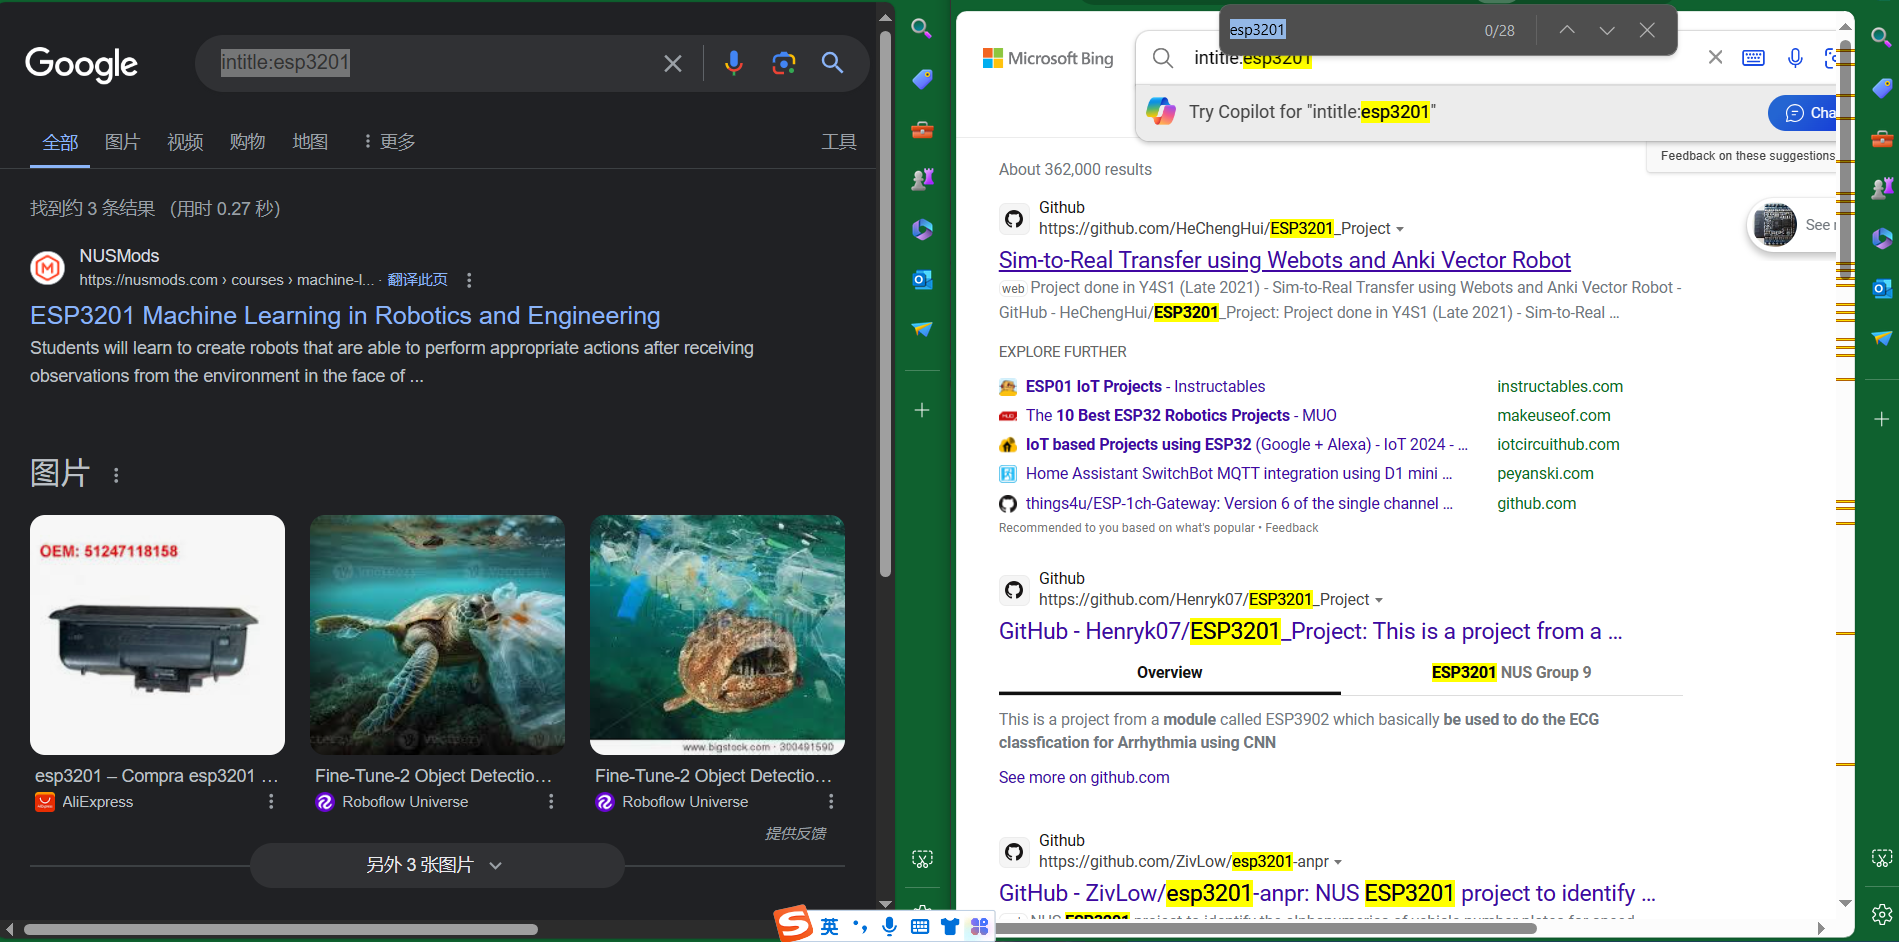 Google
intitle:esp3201
全部
图片
视频
购物
地图
更多
工具
找到约 3 条结果 (用时 0.27 秒)
NUSMods
https://nusmods.com › courses › machine-l... · 翻译此页
ESP3201 Machine Learning in Robotics and Engineering
Students will learn to create robots that are able to perform appropriate actions after receiving
observations from the environment in the face of ...
图片
OEM: 51247118158
www.bigstock.com · 300491590
esp3201 – Compra esp3201 ...
AliExpress
Fine-Tune-2 Object Detectio...
Roboflow Universe
Fine-Tune-2 Object Detectio...
Roboflow Universe
提供反馈
另外 3 张图片
英
esp3201
0/28
Microsoft Bing
intitle:esp3201
Try Copilot for "intitle:esp3201"
Cha
Feedback on these suggestions
About 362,000 results
See
Github
https://github.com/HeChengHui/ESP3201_Project
Sim-to-Real Transfer using Webots and Anki Vector Robot
web Project done in Y4S1 (Late 2021) - Sim-to-Real Transfer using Webots and Anki Vector Robot -
GitHub - HeChengHui/ESP3201_Project: Project done in Y4S1 (Late 2021) - Sim-to-Real ...
EXPLORE FURTHER
ESP01 IoT Projects - Instructables
instructables.com
The 10 Best ESP32 Robotics Projects - MUO
makeuseof.com
IoT based Projects using ESP32 (Google + Alexa) - IoT 2024 - ...
iotcircuithub.com
Home Assistant SwitchBot MQTT integration using D1 mini ...
peyanski.com
things4u/ESP-1ch-Gateway: Version 6 of the single channel ...
github.com
Recommended to you based on what's popular • Feedback
Github
https://github.com/Henryk07/ESP3201_Project
GitHub - Henryk07/ESP3201_Project: This is a project from a ...
Overview
ESP3201 NUS Group 9
This is a project from a module called ESP3902 which basically be used to do the ECG
classfication for Arrhythmia using CNN
See more on github.com
Github
https://github.com/ZivLow/esp3201-anpr
GitHub - ZivLow/esp3201-anpr: NUS ESP3201 project to identify ...
NUS ESP3201 project to identify the alphanumerics of vehicle number plates for speed